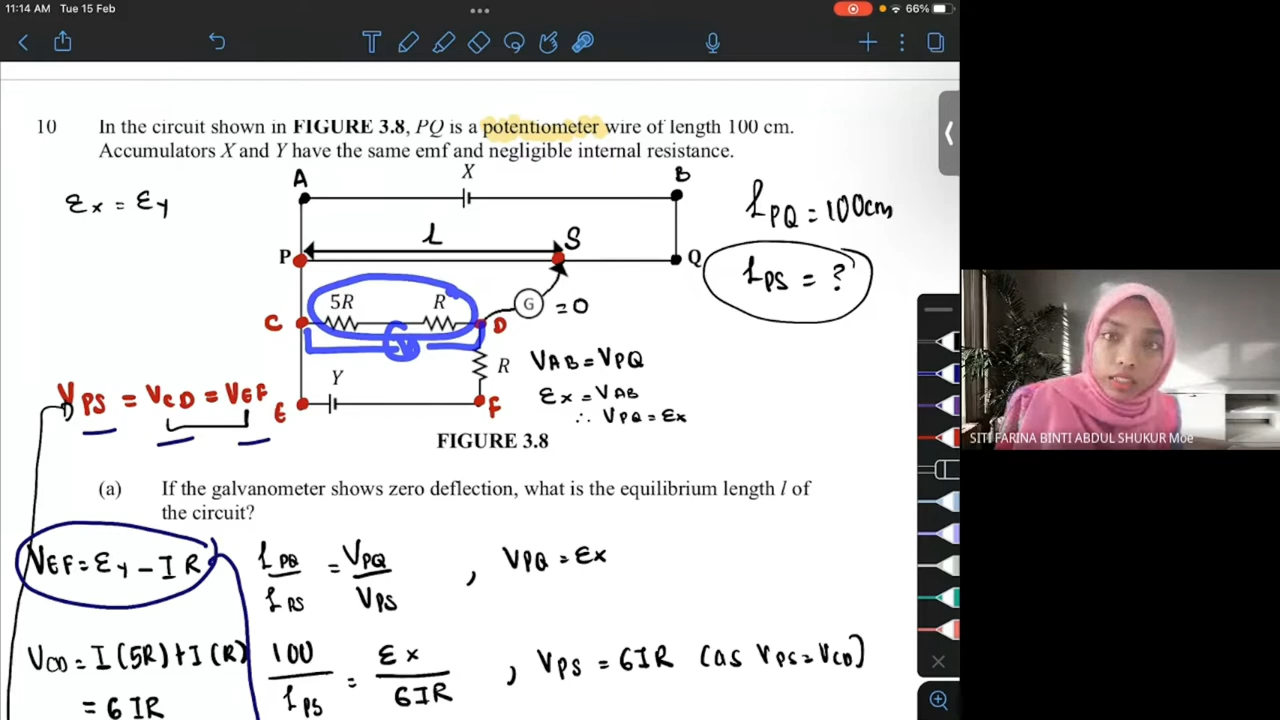 11:14 AM Tue 15 Feb
66%
10 In the circuit shown in FIGURE 3.8, PQ is a potentiometer wire of length 100 cm.
Accumulators X and Y have the same emf and negligible internal resistance.
εx = εy
A
X
B
l
S
P
Q
lPQ = 100cm
lPS = ?
5R
R
G
= 0
C
D
V
R
VAB = VPQ
εx = VAB
∴ VPQ = εx
Y
E
F
VPS = VCD = VEF
FIGURE 3.8
(a) If the galvanometer shows zero deflection, what is the equilibrium length l of
the circuit?
VEF = εy - IR
lPQ / lPS = VPQ / VPS , VPQ = εx
VCD = I(5R) + I(R)
= 6IR
100 / lPS = εx / 6IR , VPS = 6IR (as VPS = VCD)
SITI FARINA BINTI ABDUL SHUKUR Moe